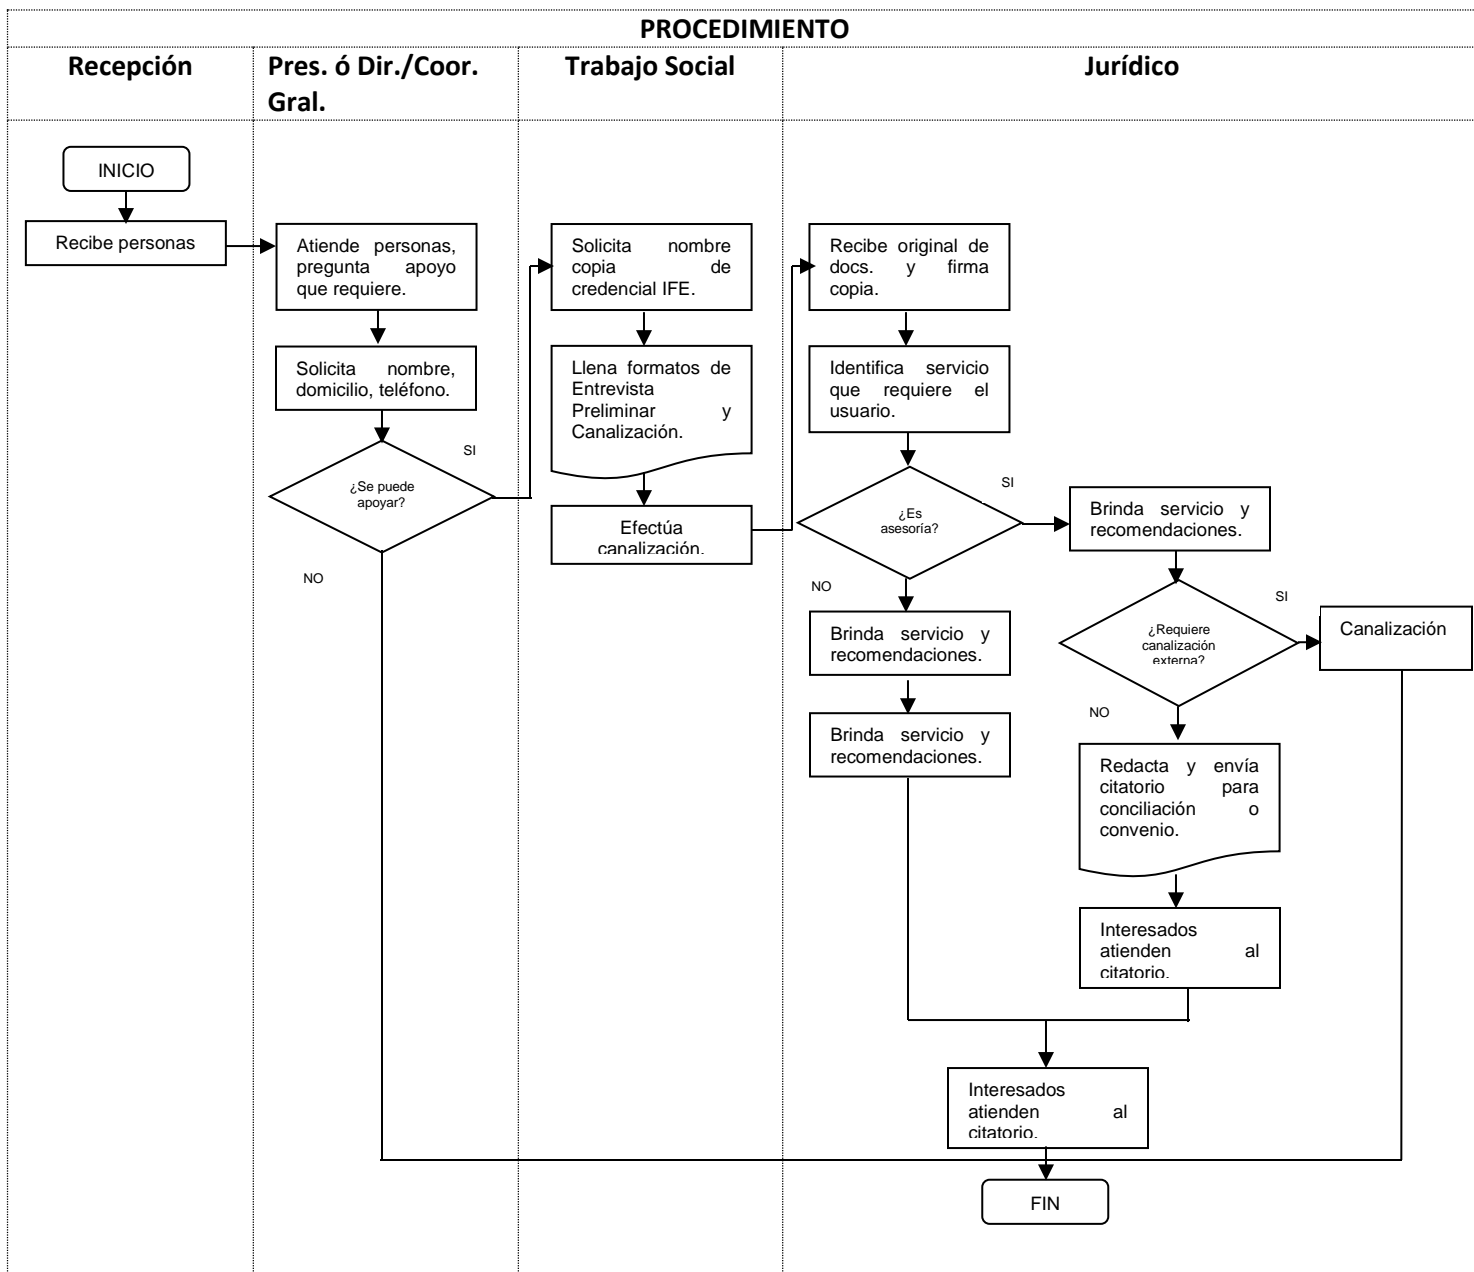 PROCEDIMIENTO
Recepción
Pres. ó Dir./Coor.
Gral.
Trabajo Social
Jurídico
INICIO
Recibe personas
Atiende personas,
pregunta apoyo
que requiere.
Solicita nombre,
domicilio, teléfono.
SI
¿Se puede
apoyar?
NO
Solicita nombre
copia de
credencial IFE.
Llena formatos de
Entrevista
Preliminar y
Canalización.
Efectúa
canalización.
Recibe original de
docs. y firma
copia.
Identifica servicio
que requiere el
usuario.
SI
¿Es
asesoría?
NO
Brinda servicio y
recomendaciones.
Brinda servicio y
recomendaciones.
Brinda servicio y
recomendaciones.
SI
¿Requiere
canalización
externa?
NO
Canalización
Redacta y envía
citatorio para
conciliación o
convenio.
Interesados
atienden al
citatorio.
Interesados
atienden al
citatorio.
FIN